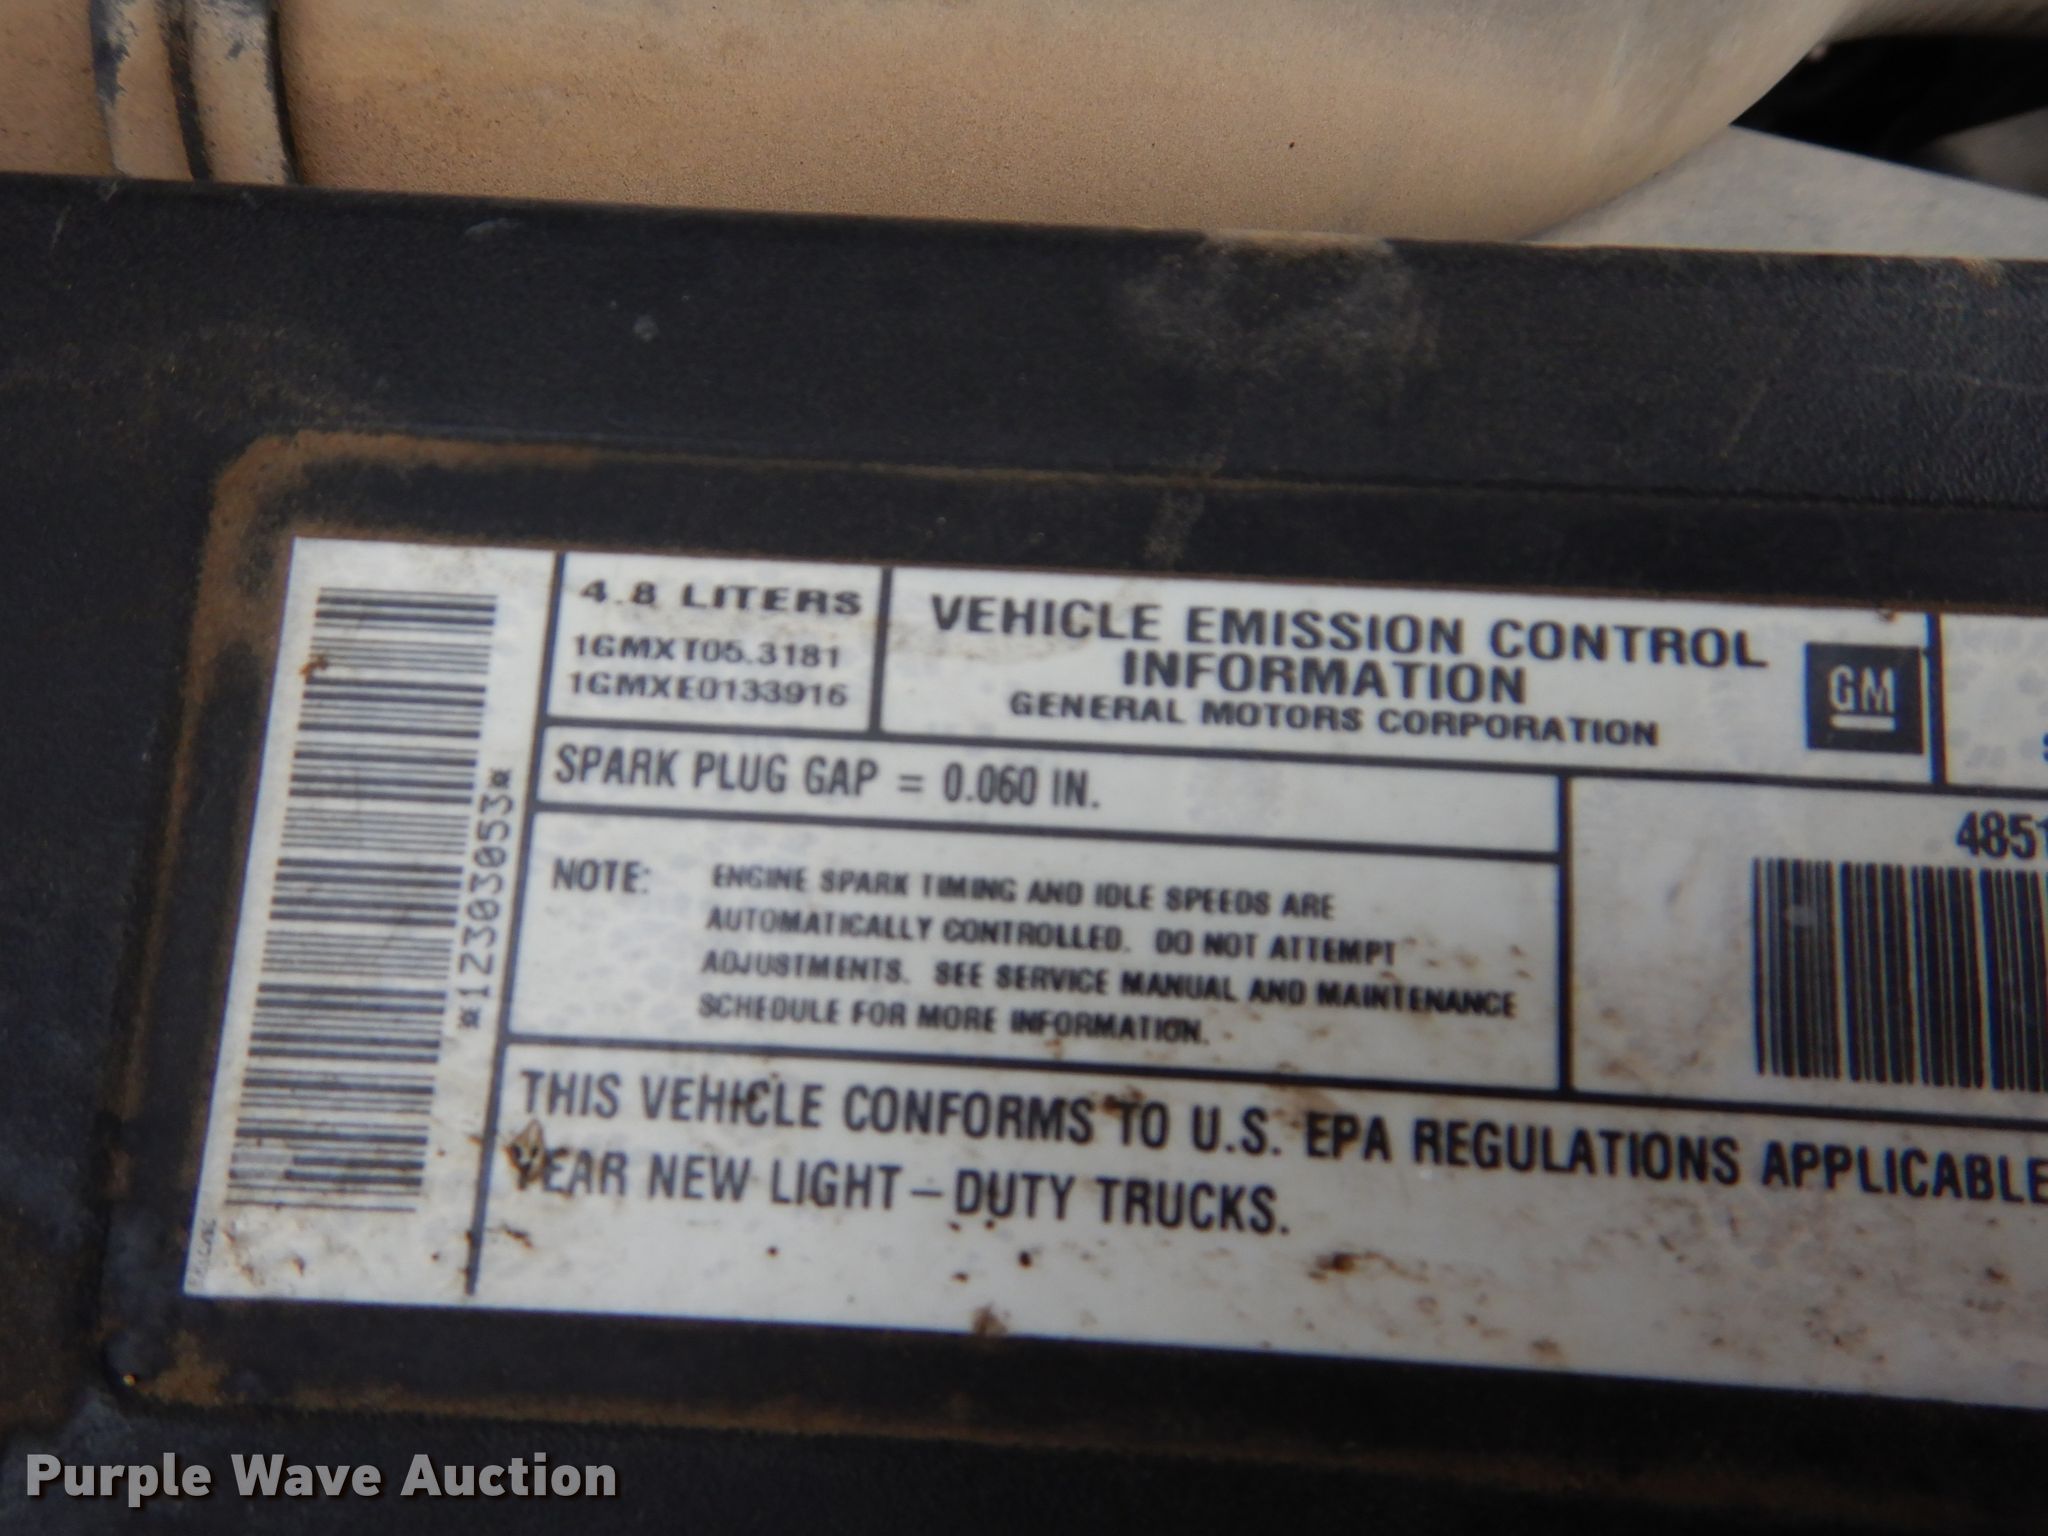 4.8 LITERS
1GMXT05.3181
1GMXE0133916
VEHICLE EMISSION CONTROL
INFORMATION
GENERAL MOTORS CORPORATION
GM
SPARK PLUG GAP = 0.060 IN.
NOTE: ENGINE SPARK TIMING AND IDLE SPEEDS ARE
AUTOMATICALLY CONTROLLED. DO NOT ATTEMPT
ADJUSTMENTS. SEE SERVICE MANUAL AND MAINTENANCE
SCHEDULE FOR MORE INFORMATION.
4851
THIS VEHICLE CONFORMS TO U.S. EPA REGULATIONS APPLICABLE
YEAR NEW LIGHT-DUTY TRUCKS.
¤12303053¤
Purple Wave Auction